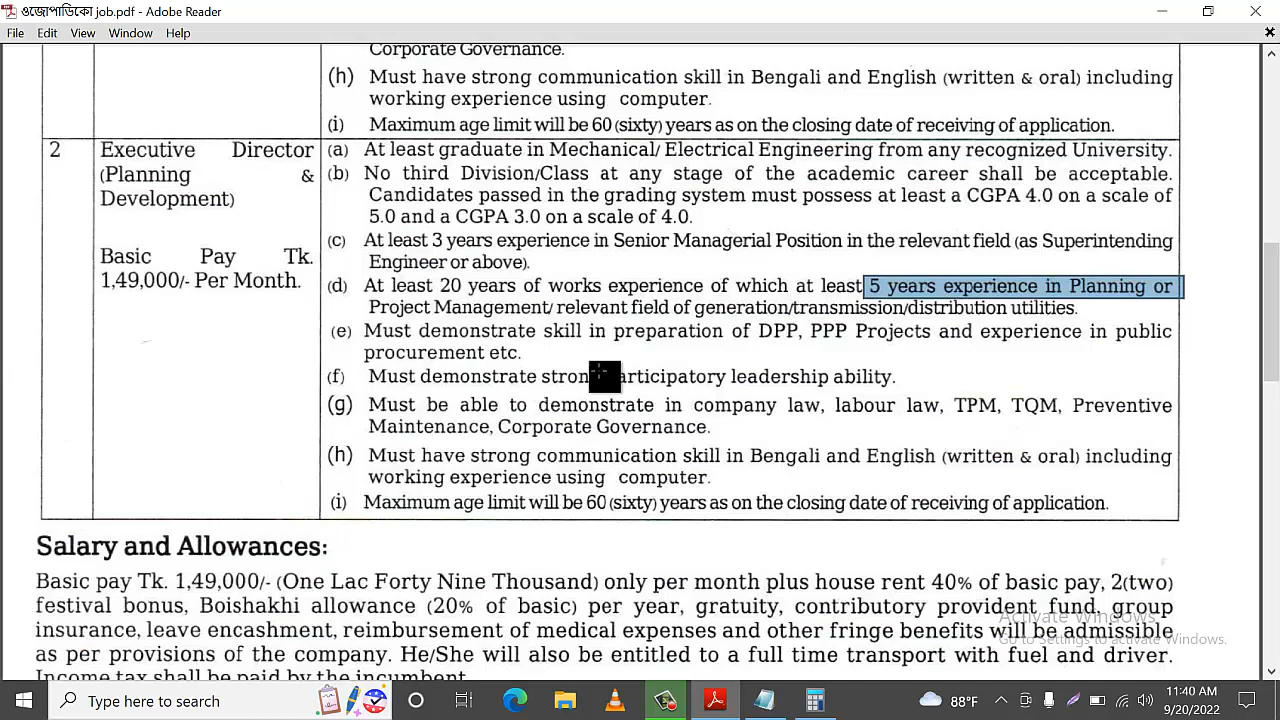 ওজোপাডিকো job.pdf - Adobe Reader
File Edit View Window Help
Corporate Governance.
(h) Must have strong communication skill in Bengali and English (written & oral) including
working experience using computer.
(i) Maximum age limit will be 60 (sixty) years as on the closing date of receiving of application.
2 Executive Director (a) At least graduate in Mechanical/ Electrical Engineering from any recognized University.
(Planning & (b) No third Division/Class at any stage of the academic career shall be acceptable.
Development) Candidates passed in the grading system must possess at least a CGPA 4.0 on a scale of
5.0 and a CGPA 3.0 on a scale of 4.0.
(c) At least 3 years experience in Senior Managerial Position in the relevant field (as Superintending
Basic Pay Tk. Engineer or above).
1,49,000/- Per Month. (d) At least 20 years of works experience of which at least 5 years experience in Planning or
Project Management/ relevant field of generation/transmission/distribution utilities.
(e) Must demonstrate skill in preparation of DPP, PPP Projects and experience in public
procurement etc.
(f) Must demonstrate articipatory leadership ability.
(g) Must be able to demonstrate in company law, labour law, TPM, TQM, Preventive
Maintenance, Corporate Governance.
(h) Must have strong communication skill in Bengali and English (written & oral) including
working experience using computer.
(i) Maximum age limit will be 60 (sixty) years as on the closing date of receiving of application.
Salary and Allowances:
Basic pay Tk. 1,49,000/- (One Lac Forty Nine Thousand) only per month plus house rent 40% of basic pay, 2(two)
festival bonus, Boishakhi allowance (20% of basic) per year, gratuity, contributory provident fund, group
insurance, leave encashment, reimbursement of medical expenses and other fringe benefits will be admissible
as per provisions of the company. He/She will also be entitled to a full time transport with fuel and driver.
Income tax shall be paid by the incumbent
Activate Windows
Go to Settings to activate Windows.
Type here to search
88°F
11:40 AM
9/20/2022